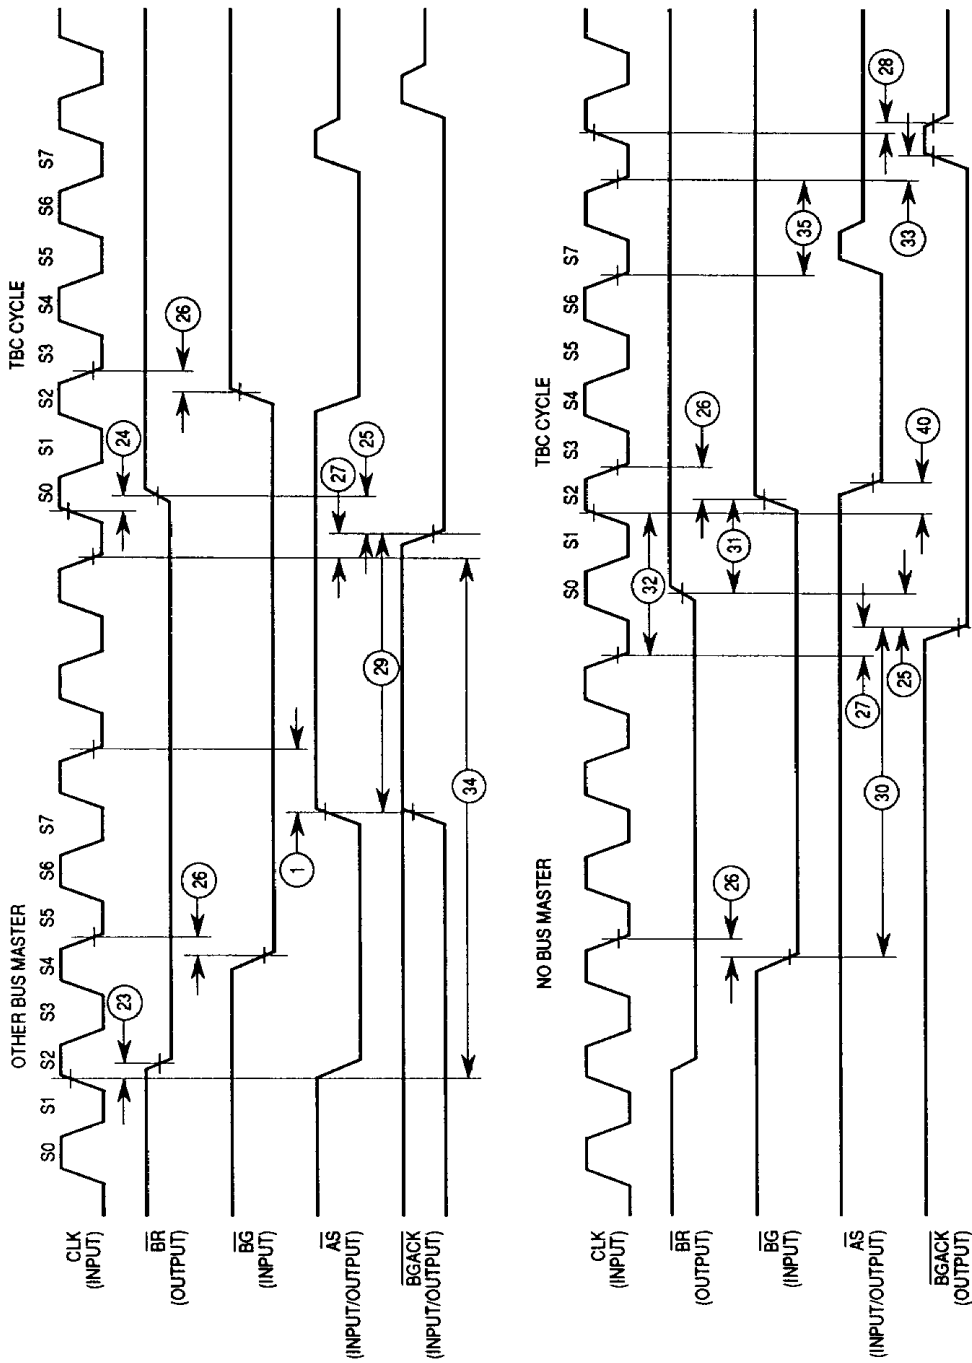 OTHER BUS MASTER TBC CYCLE
S0 S1 S2 S3 S4 S5 S6 S7 S0 S1 S2 S3 S4 S5 S6 S7
CLK
(INPUT)
23 24
BR
(OUTPUT)
26 26
BG
(INPUT)
1
AS
(INPUT/OUTPUT)
27 25
29
BGACK
(INPUT/OUTPUT)
34
NO BUS MASTER TBC CYCLE
S0 S1 S2 S3 S4 S5 S6 S7
CLK
(INPUT)
32
BR
(OUTPUT)
26 31 26
BG
(INPUT)
35
AS
(INPUT/OUTPUT)
27
30 28
25 40 33
BGACK
(OUTPUT)